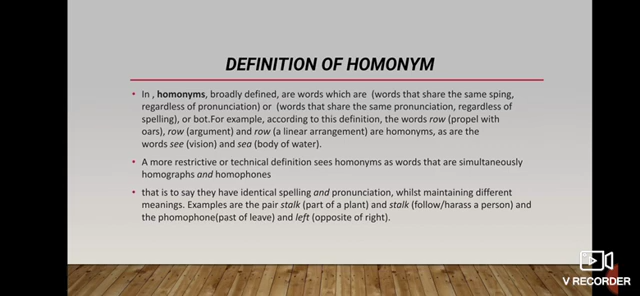 DEFINITION OF HOMONYM
• In , homonyms, broadly defined, are words which are (words that share the same sping,
regardless of pronunciation) or (words that share the same pronunciation, regardless of
spelling), or bot.For example, according to this definition, the words row (propel with
oars), row (argument) and row (a linear arrangement) are homonyms, as are the
words see (vision) and sea (body of water).
• A more restrictive or technical definition sees homonyms as words that are simultaneously
homographs and homophones
• that is to say they have identical spelling and pronunciation, whilst maintaining different
meanings. Examples are the pair stalk (part of a plant) and stalk (follow/harass a person) and
the phomophone(past of leave) and left (opposite of right).
V RECORDER